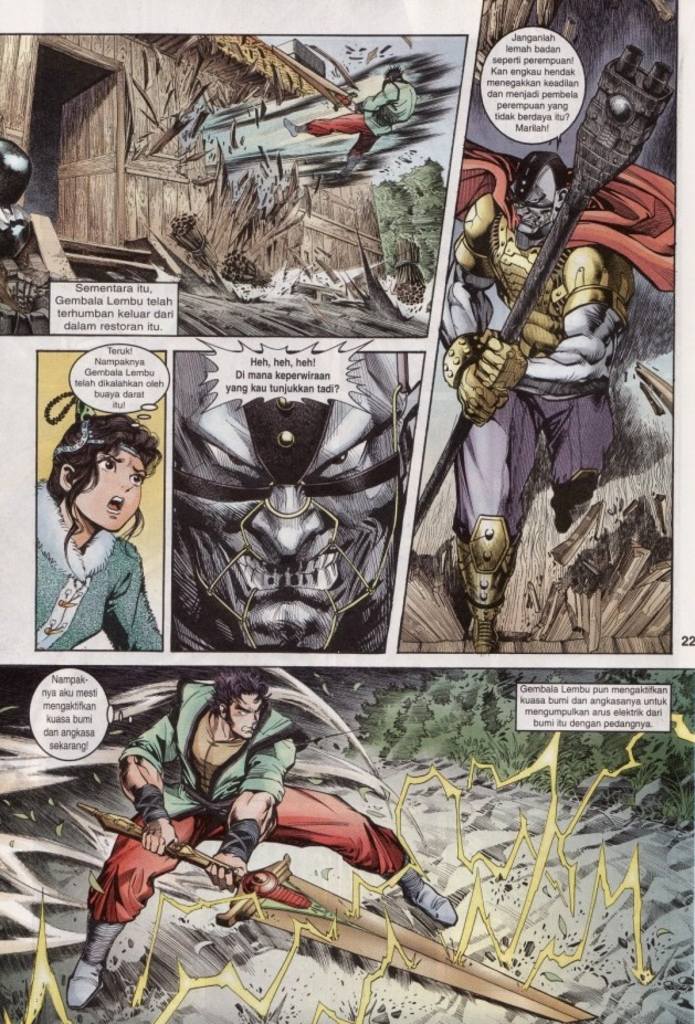 Sementara itu,
Gembala Lembu telah
terhumban keluar dari
dalam restoran itu.
Janganlah
lemah badan
seperti perempuan!
Kan engkau hendak
menegakkan keadilan
dan menjadi pembela
perempuan yang
tidak berdaya itu?
Marilah!
Teruk!
Nampaknya
Gembala Lembu
telah dikalahkan oleh
buaya darat
itu!
Heh, heh, heh!
Di mana keperwiraan
yang kau tunjukkan tadi?
22
Nampak-
nya aku mesti
mengaktifkan
kuasa bumi
dan angkasa
sekarang!
Gembala Lembu pun mengaktifkan
kuasa bumi dan angkasanya untuk
mengumpulkan arus elektrik dari
bumi itu dengan pedangnya.